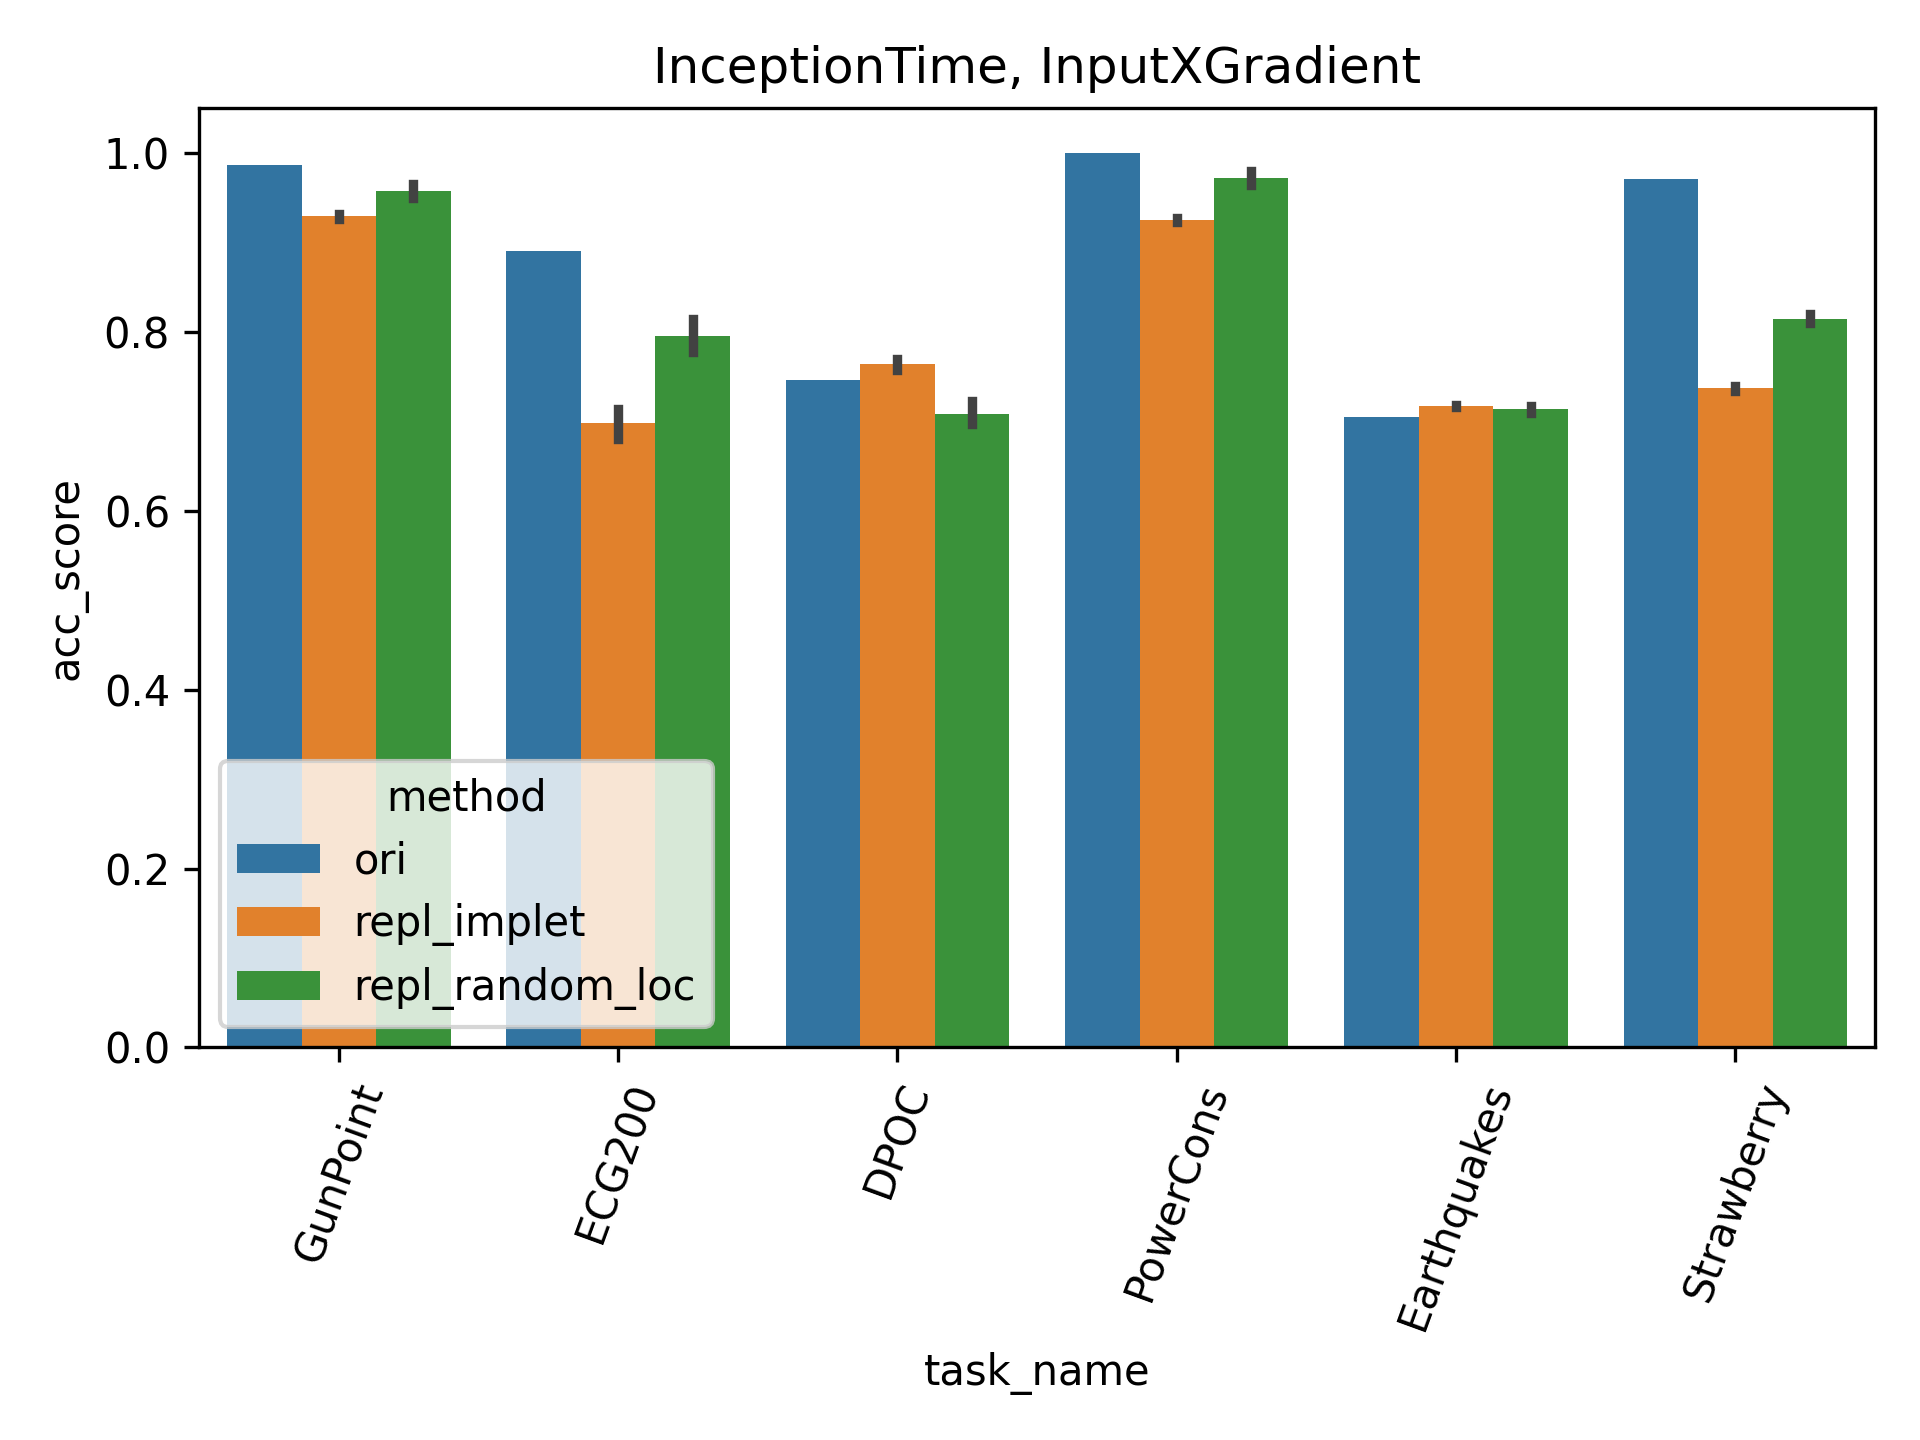 InceptionTime, InputXGradient
acc_score
1.0
0.8
0.6
0.4
0.2
0.0
method
ori
repl_implet
repl_random_loc
GunPoint
ECG200
DPOC
PowerCons
Earthquakes
Strawberry
task_name